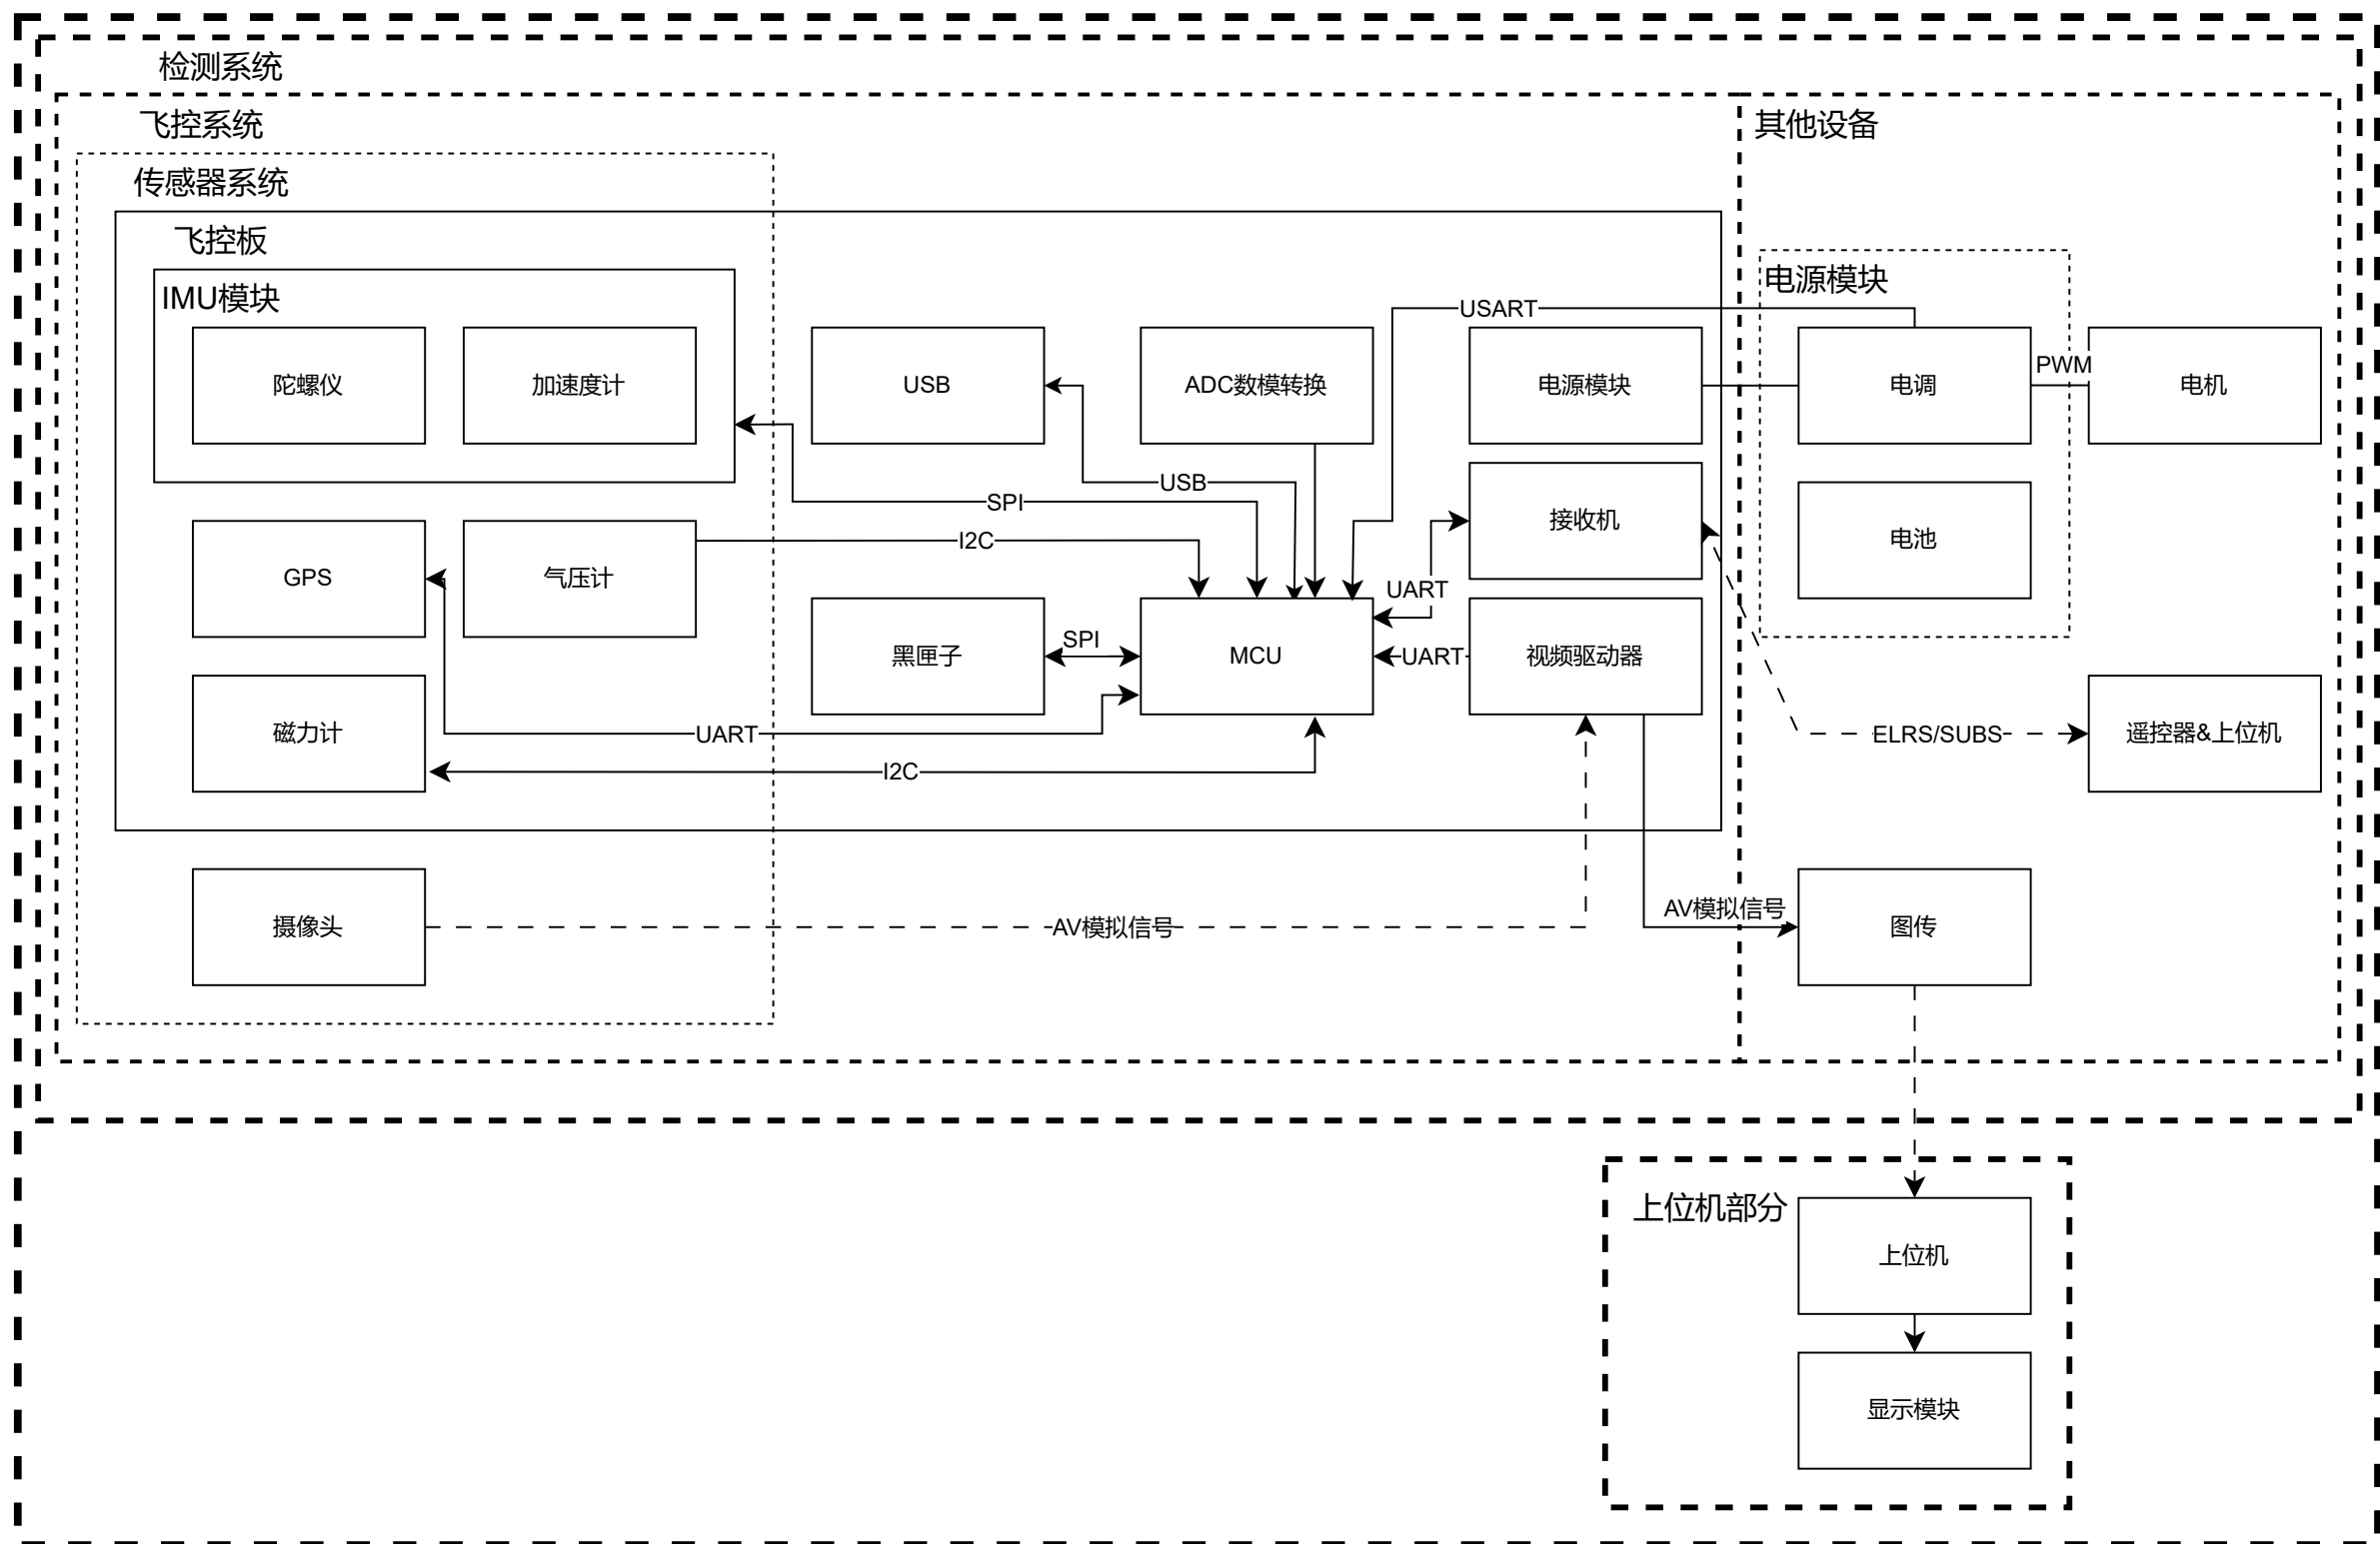 检测系统
飞控系统
其他设备
传感器系统
飞控板
电源模块
IMU模块
USART
陀螺仪
加速度计
USB
ADC数模转换
电源模块
电调
PWM
电机
USB
SPI
接收机
I2C
电池
GPS
气压计
UART
SPI
黑匣子
MCU
UART
视频驱动器
磁力计
UART
ELRS/SUBS
遥控器&上位机
I2C
AV模拟信号
摄像头
AV模拟信号
图传
上位机部分
上位机
显示模块